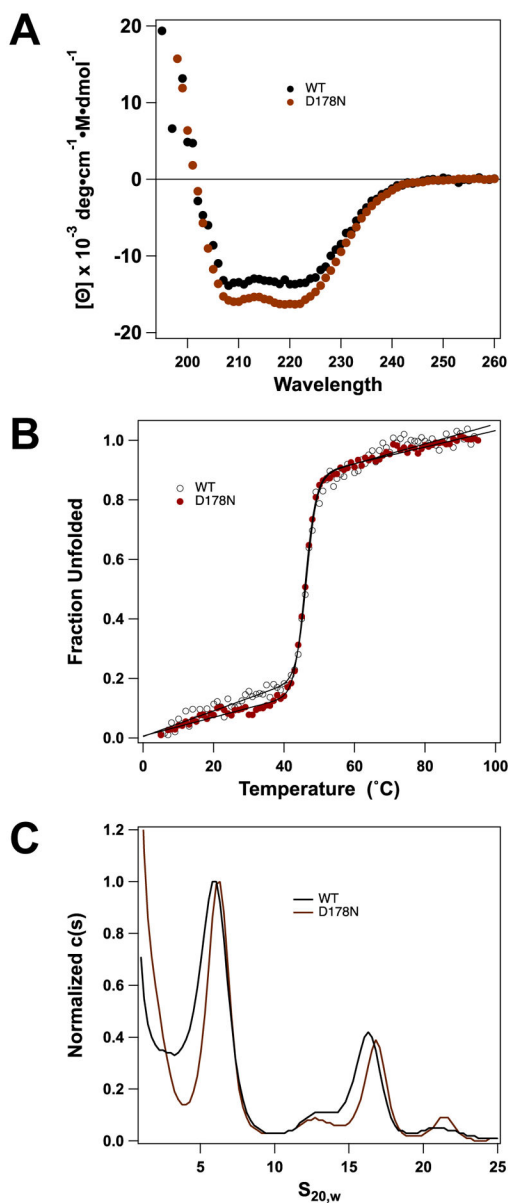 A
20
10
0
-10
-20
[Θ] x 10⁻³ deg•cm⁻¹•M•dmol⁻¹
WT
D178N
200 210 220 230 240 250 260
Wavelength
B
1.0
0.8
0.6
0.4
0.2
0.0
Fraction Unfolded
WT
D178N
0 20 40 60 80 100
Temperature (˚C)
C
1.2
1.0
0.8
0.6
0.4
0.2
0.0
Normalized c(s)
WT
D178N
5 10 15 20 25
S20,w